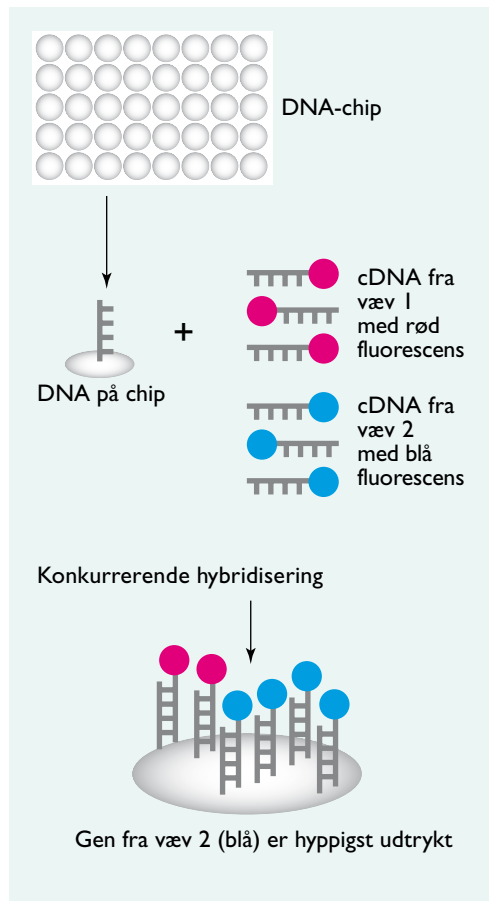 DNA-chip
cDNA fra
væv 1
med rød
fluorescens
+
DNA på chip
cDNA fra
væv 2
med blå
fluorescens
Konkurrerende hybridisering
Gen fra væv 2 (blå) er hyppigst udtrykt